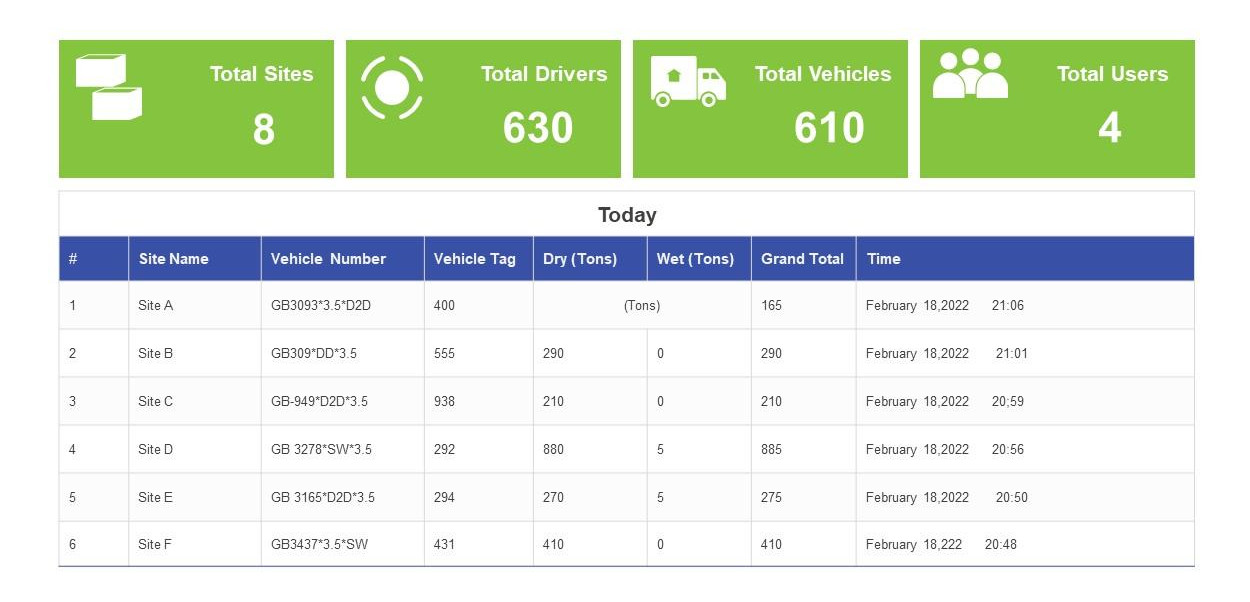 Total Sites
8
Total Drivers
630
Total Vehicles
610
Total Users
4
Today
# Site Name Vehicle Number Vehicle Tag Dry (Tons) Wet (Tons) Grand Total Time
1 Site A GB3093*3.5*D2D 400 (Tons) 165 February 18,2022 21:06
2 Site B GB309*DD*3.5 555 290 0 290 February 18,2022 21:01
3 Site C GB-949*D2D*3.5 938 210 0 210 February 18,2022 20;59
4 Site D GB 3278*SW*3.5 292 880 5 885 February 18,2022 20:56
5 Site E GB 3165*D2D*3.5 294 270 5 275 February 18,2022 20:50
6 Site F GB3437*3.5*SW 431 410 0 410 February 18,222 20:48